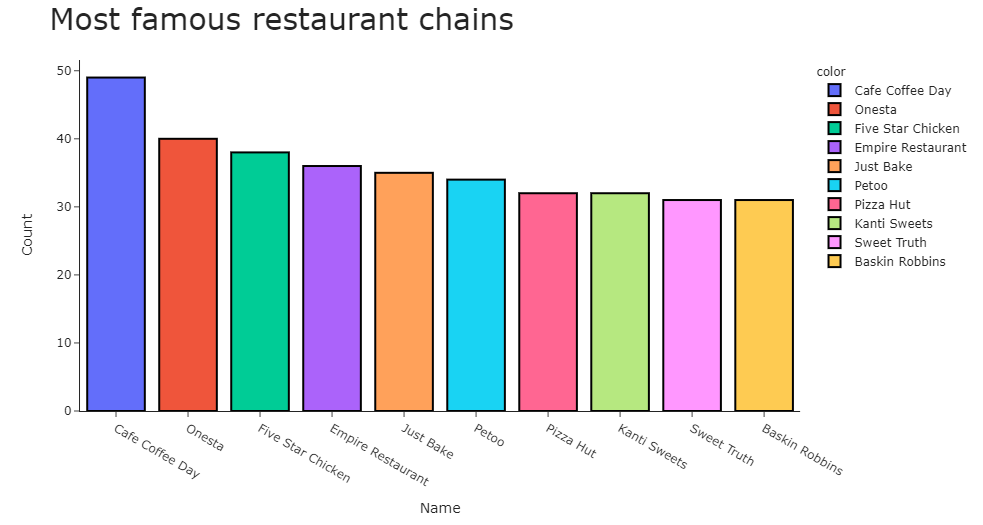 Most famous restaurant chains
50
40
30
20
10
0
Count
Cafe Coffee Day
Onesta
Five Star Chicken
Empire Restaurant
Just Bake
Petoo
Pizza Hut
Kanti Sweets
Sweet Truth
Baskin Robbins
Name
color
Cafe Coffee Day
Onesta
Five Star Chicken
Empire Restaurant
Just Bake
Petoo
Pizza Hut
Kanti Sweets
Sweet Truth
Baskin Robbins